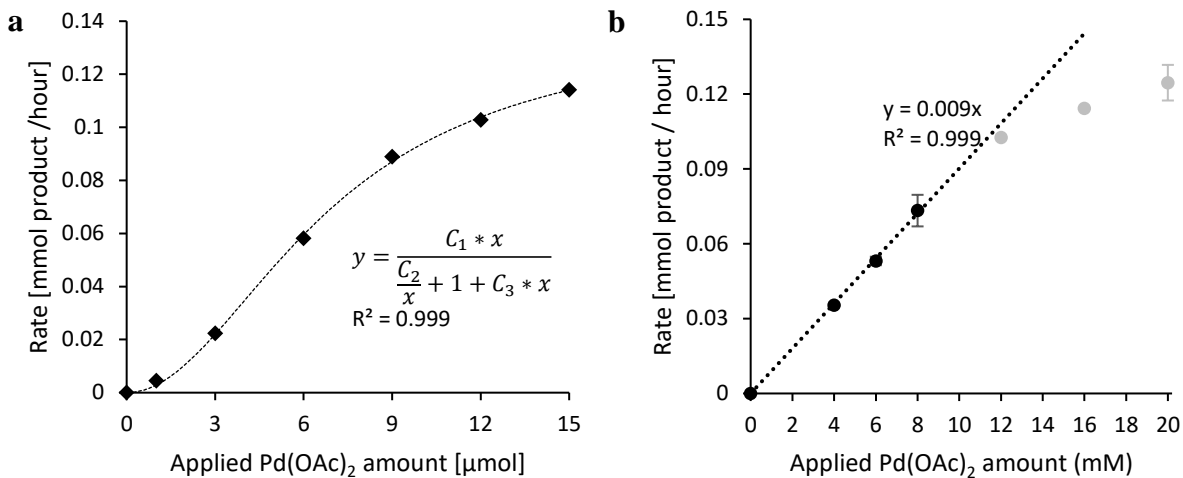 a
0.14
0.12
0.1
0.08
0.06
0.04
0.02
0
Rate [mmol product /hour]
y = C₁ * x / (C₂/x + 1 + C₃ * x)
R² = 0.999
0 3 6 9 12 15
Applied Pd(OAc)₂ amount [µmol]
b
0.15
0.12
0.09
0.06
0.03
0
Rate [mmol product / hour]
y = 0.009x
R² = 0.999
0 2 4 6 8 10 12 14 16 18 20
Applied Pd(OAc)₂ amount (mM)